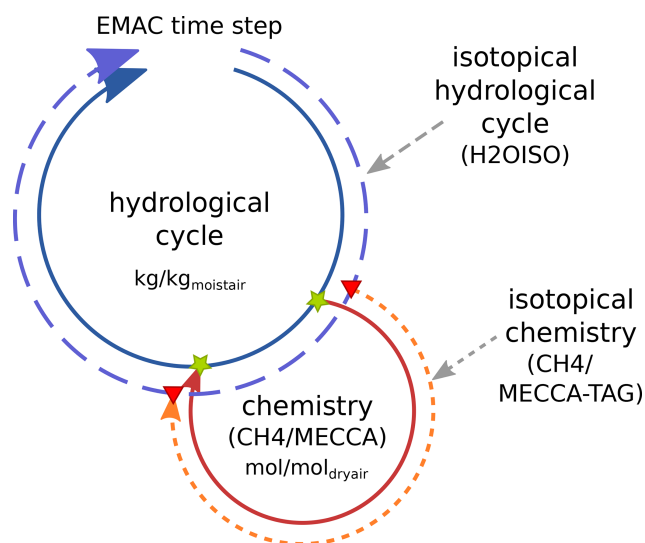 EMAC time step
isotopical
hydrological
cycle
(H2OISO)
hydrological
cycle
kg/kgmoistair
isotopical
chemistry
(CH4/
MECCA-TAG)
chemistry
(CH4/MECCA)
mol/moldryair